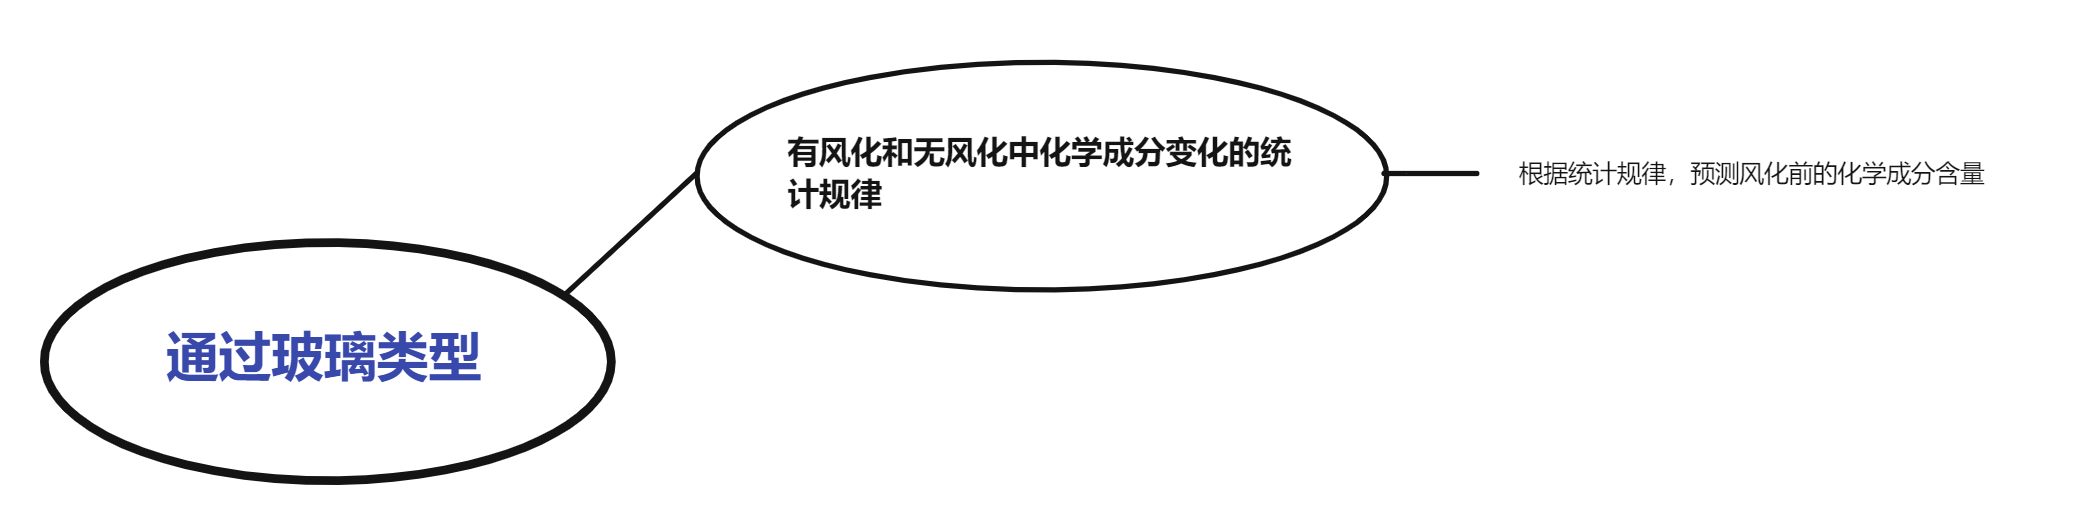 有风化和无风化中化学成分变化的统
计规律
根据统计规律，预测风化前的化学成分含量
通过玻璃类型